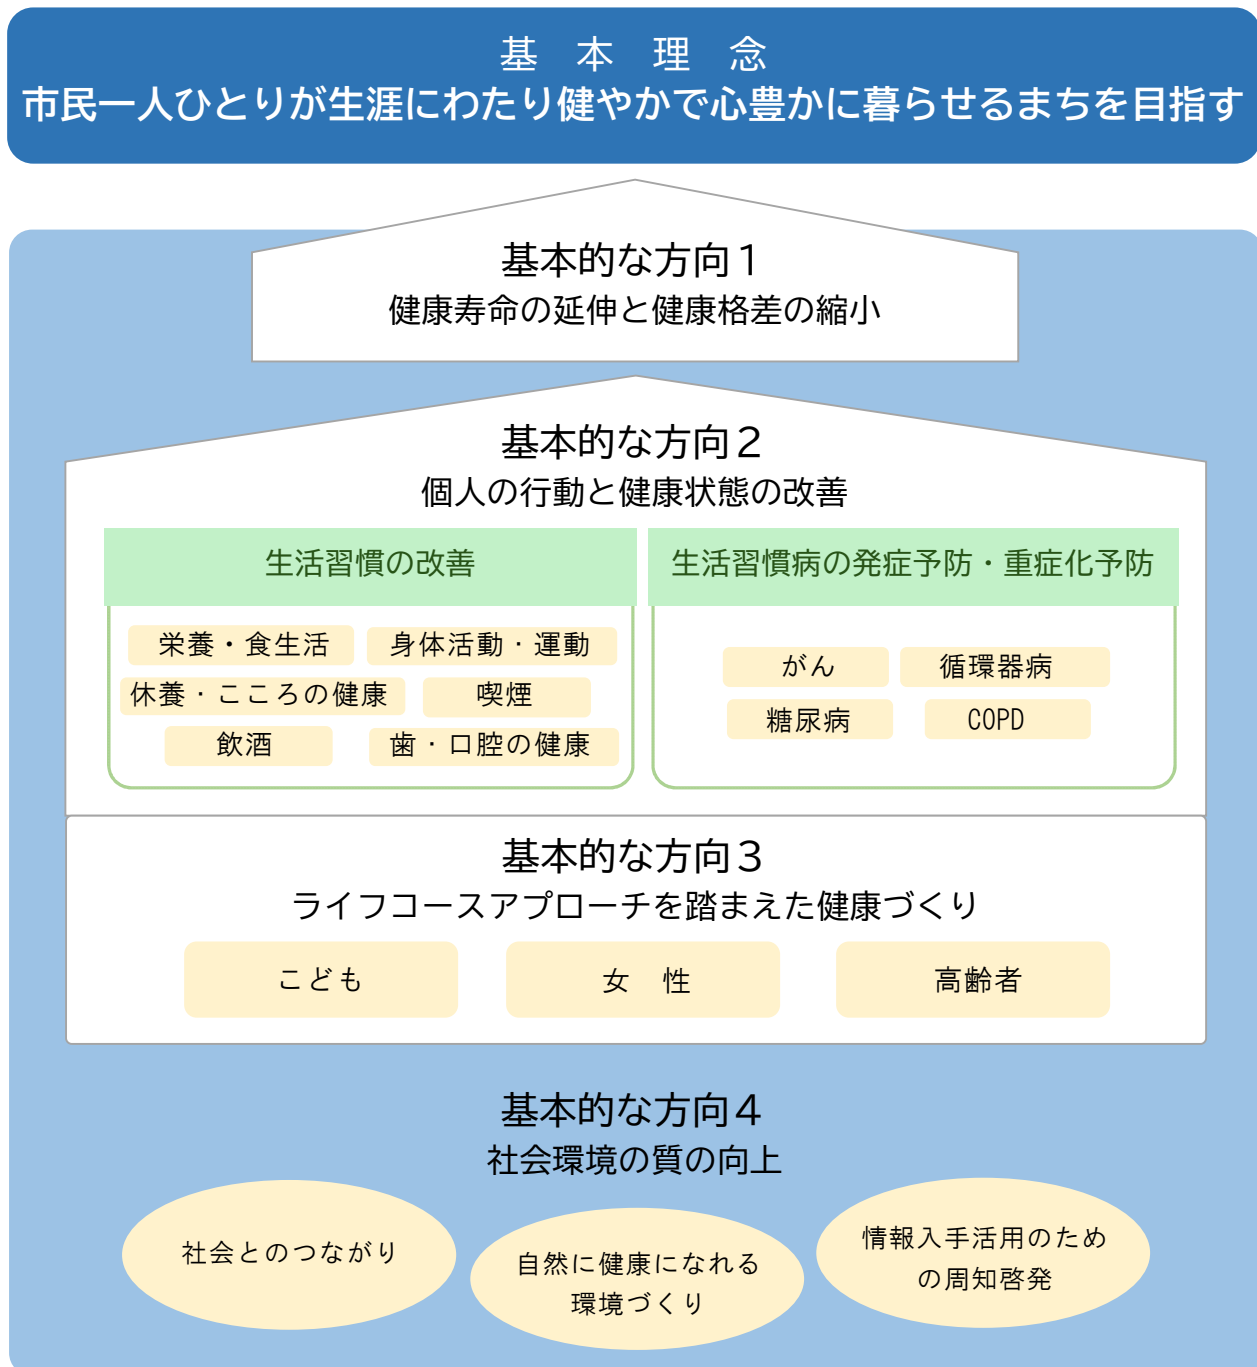 基　本　理　念
市民一人ひとりが生涯にわたり健やかで心豊かに暮らせるまちを目指す
基本的な方向１
健康寿命の延伸と健康格差の縮小
基本的な方向２
個人の行動と健康状態の改善
生活習慣の改善
栄養・食生活
身体活動・運動
休養・こころの健康
喫煙
飲酒
歯・口腔の健康
生活習慣病の発症予防・重症化予防
がん
循環器病
糖尿病
COPD
基本的な方向３
ライフコースアプローチを踏まえた健康づくり
こども
女　性
高齢者
基本的な方向４
社会環境の質の向上
社会とのつながり
自然に健康になれる
環境づくり
情報入手活用のため
の周知啓発